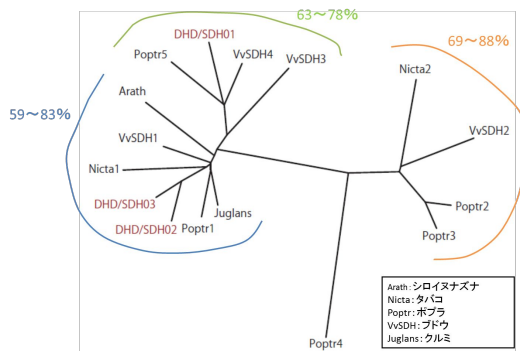 63～78%
DHD/SDH01
69～88%
Poptr5
VvSDH4
VvSDH3
Nicta2
Arath
59～83%
VvSDH1
VvSDH2
Nicta1
DHD/SDH03
Juglans
Poptr2
DHD/SDH02
Poptr1
Poptr3
Poptr4
Arath：シロイヌナズナ
Nicta：タバコ
Poptr：ポプラ
VvSDH：ブドウ
Juglans：クルミ